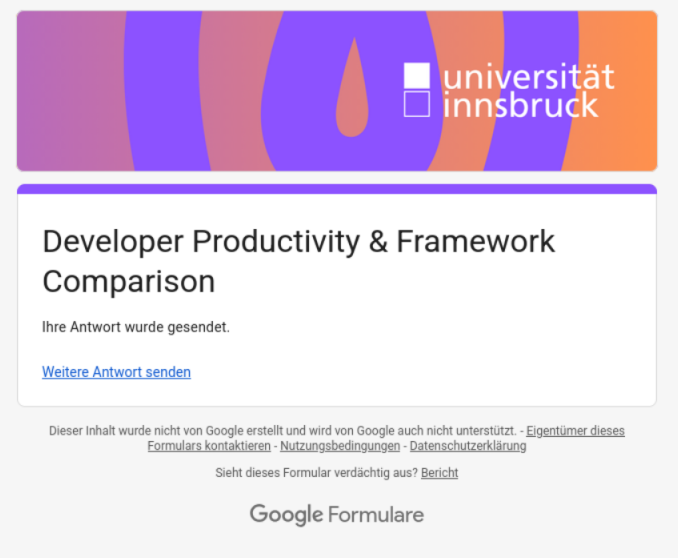 universität
innsbruck
Developer Productivity & Framework
Comparison
Ihre Antwort wurde gesendet.
Weitere Antwort senden
Dieser Inhalt wurde nicht von Google erstellt und wird von Google auch nicht unterstützt. - Eigentümer dieses
Formulars kontaktieren - Nutzungsbedingungen - Datenschutzerklärung
Sieht dieses Formular verdächtig aus? Bericht
Google Formulare